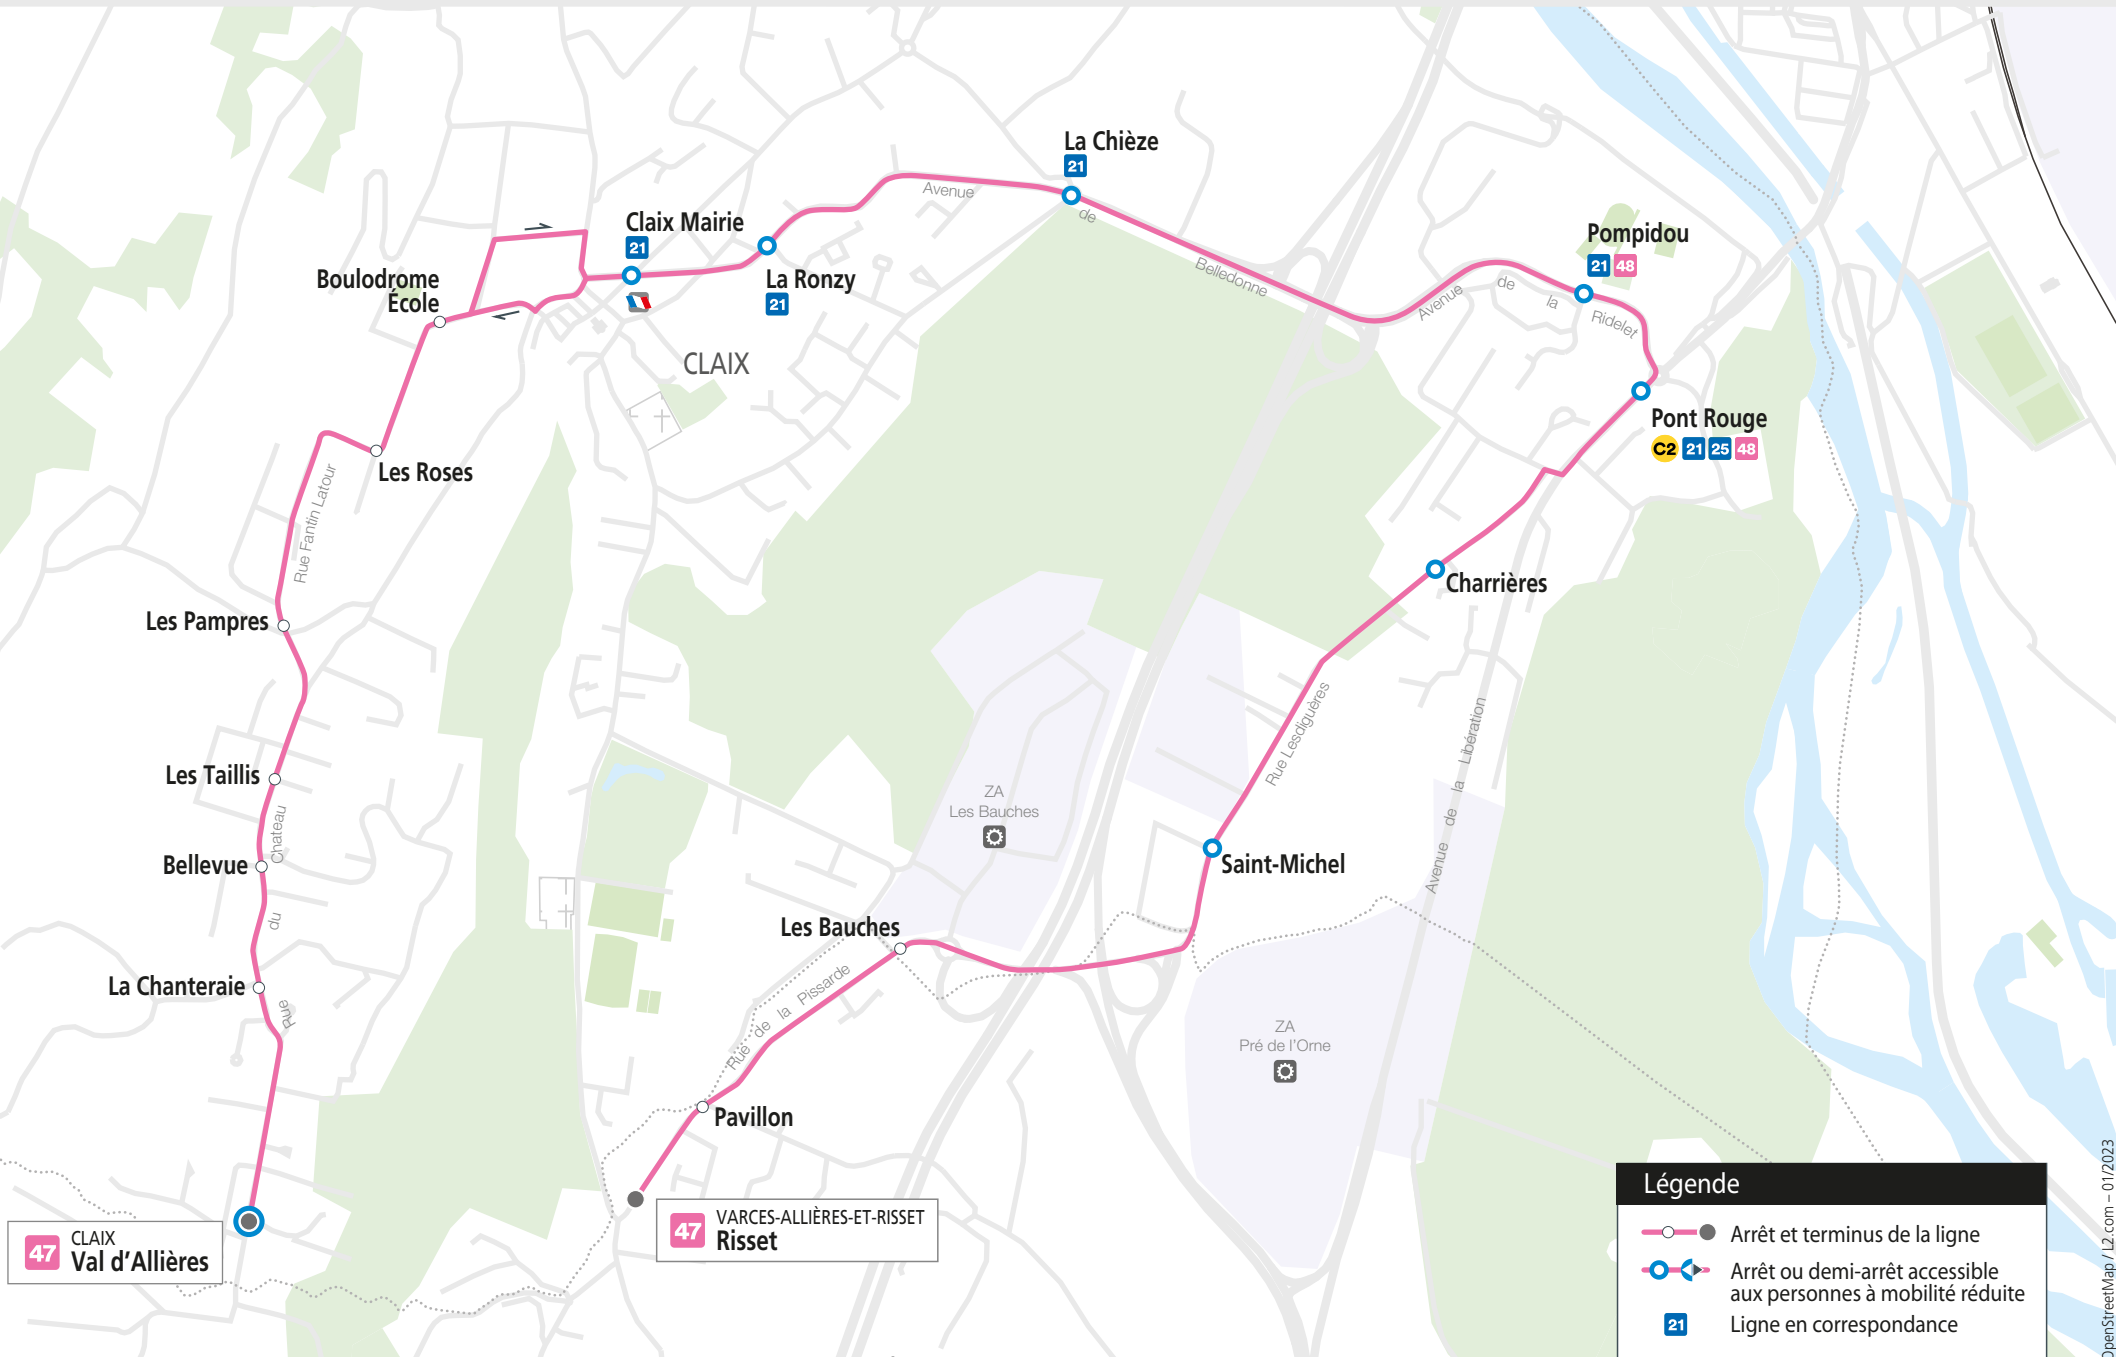 La Chièze
21
Avenue
de
Belledonne
Claix Mairie
21
La Ronzy
21
Boulodrome
École
CLAIX
Pompidou
21 48
Avenue
de
la
Ridelet
Pont Rouge
C2 21 25 48
Les Roses
Rue Fantin Latour
Charrières
Les Pampres
Rue Lesdiguères
Avenue de la Libération
Les Taillis
Bellevue
Rue du Chateau
La Chanteraie
ZA
Les Bauches
Saint-Michel
Les Bauches
Rue de la Pissarde
ZA
Pré de l'Orne
Pavillon
47
CLAIX
Val d'Allières
47
VARCES-ALLIÈRES-ET-RISSET
Risset
Légende
Arrêt et terminus de la ligne
Arrêt ou demi-arrêt accessible
aux personnes à mobilité réduite
21
Ligne en correspondance
OpenStreetMap / L2.com – 01/2023